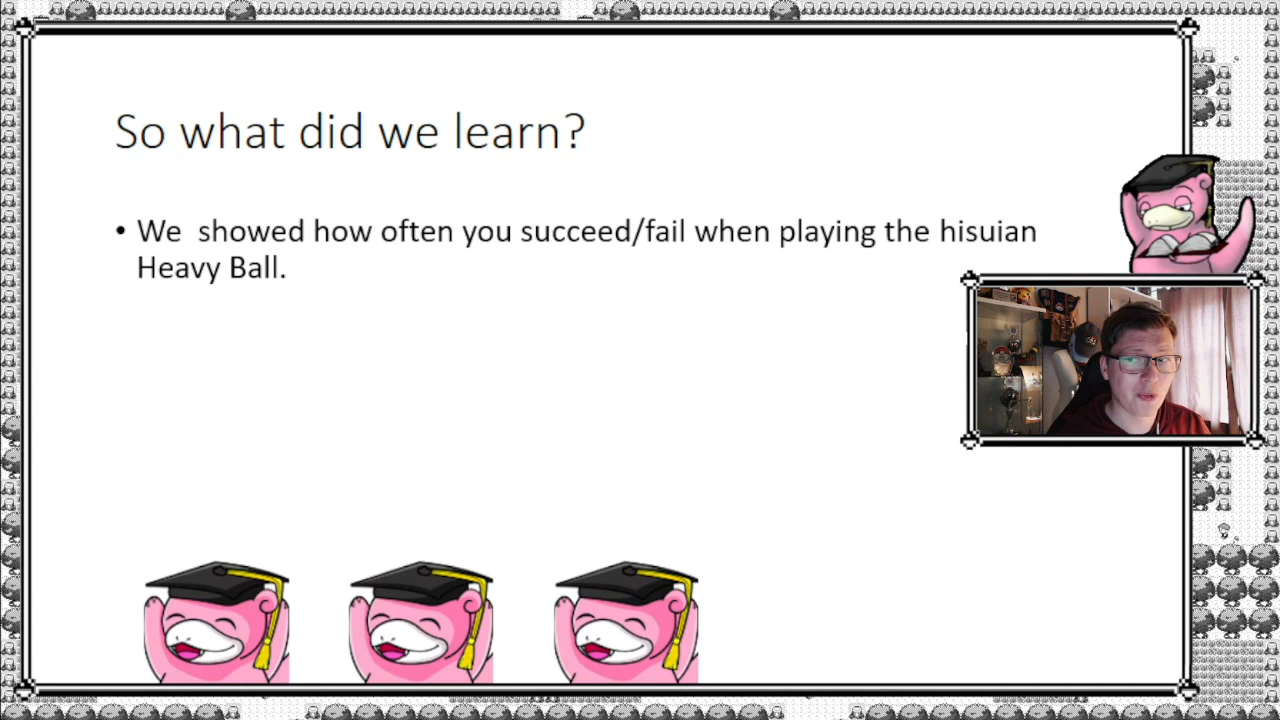 So what did we learn?
• We  showed how often you succeed/fail when playing the hisuian
Heavy Ball.